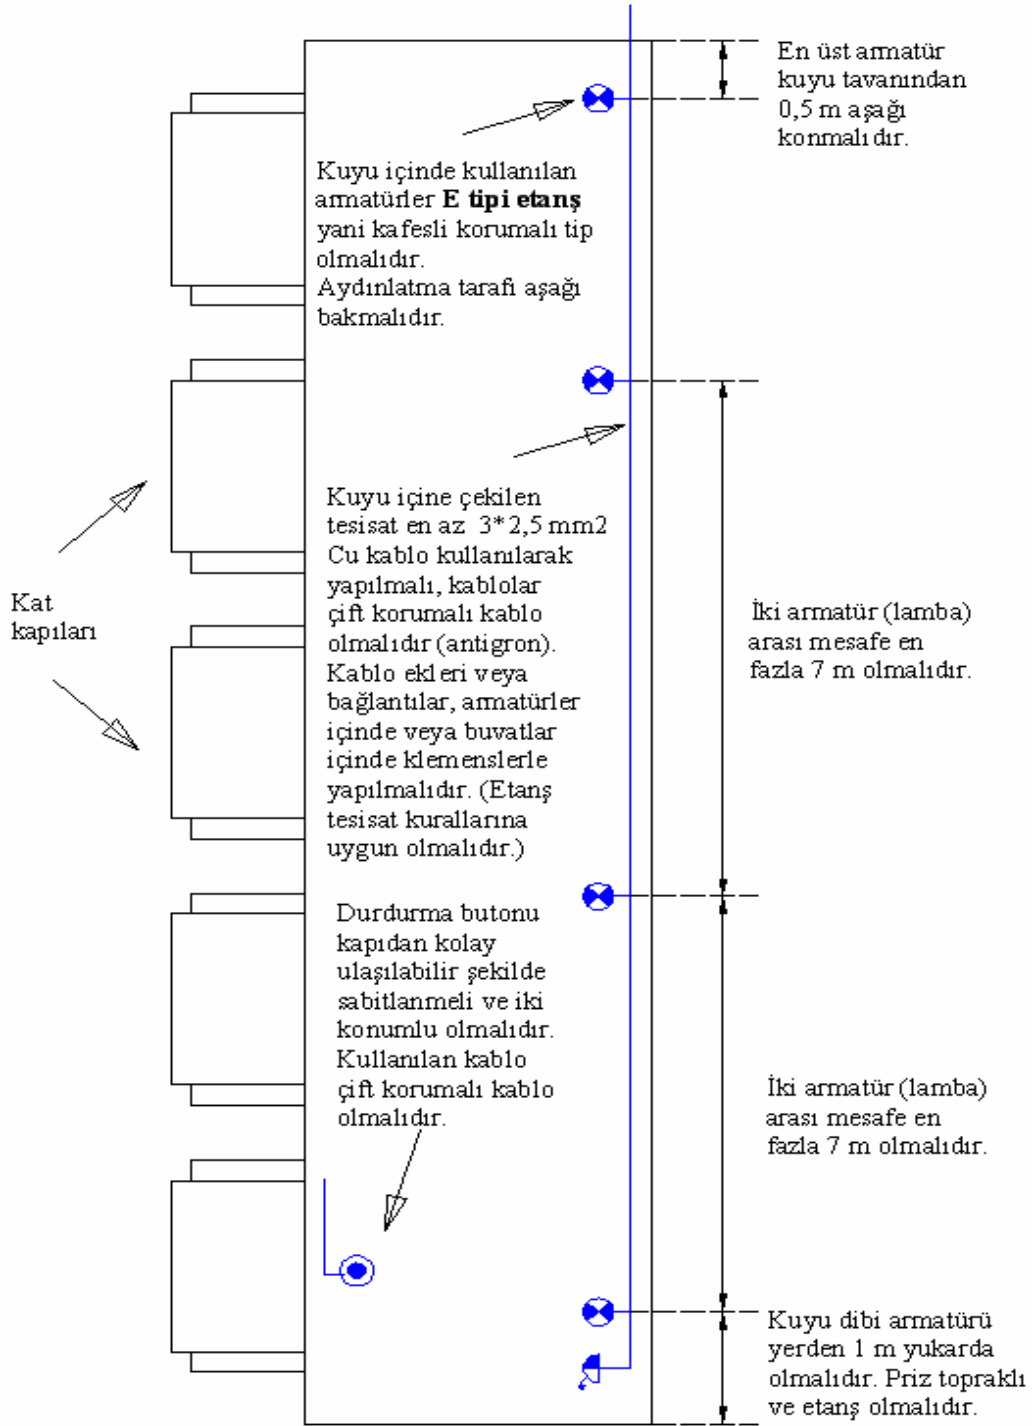 En üst armatür
kuyu tavanından
0,5 m aşağı
konmalıdır.
Kuyu içinde kullanılan
armatürler E tipi etanş
yani kafesli korumalı tip
olmalıdır.
Aydınlatma tarafı aşağı
bakmalıdır.
Kuyu içine çekilen
tesisat en az 3*2,5 mm2
Cu kablo kullanılarak
yapılmalı, kablolar
çift korumalı kablo
olmalıdır (antigron).
Kablo ekleri veya
bağlantılar, armatürler
içinde veya buvatlar
içinde klemenslerle
yapılmalıdır. (Etanş
tesisat kurallarına
uygun olmalıdır.)
Kat
kapıları
İki armatür (lamba)
arası mesafe en
fazla 7 m olmalıdır.
Durdurma butonu
kapıdan kolay
ulaşılabilir şekilde
sabitlanmeli ve iki
konumlu olmalıdır.
Kullanılan kablo
çift korumalı kablo
olmalıdır.
İki armatür (lamba)
arası mesafe en
fazla 7 m olmalıdır.
Kuyu dibi armatürü
yerden 1 m yukarda
olmalıdır. Priz topraklı
ve etanş olmalıdır.